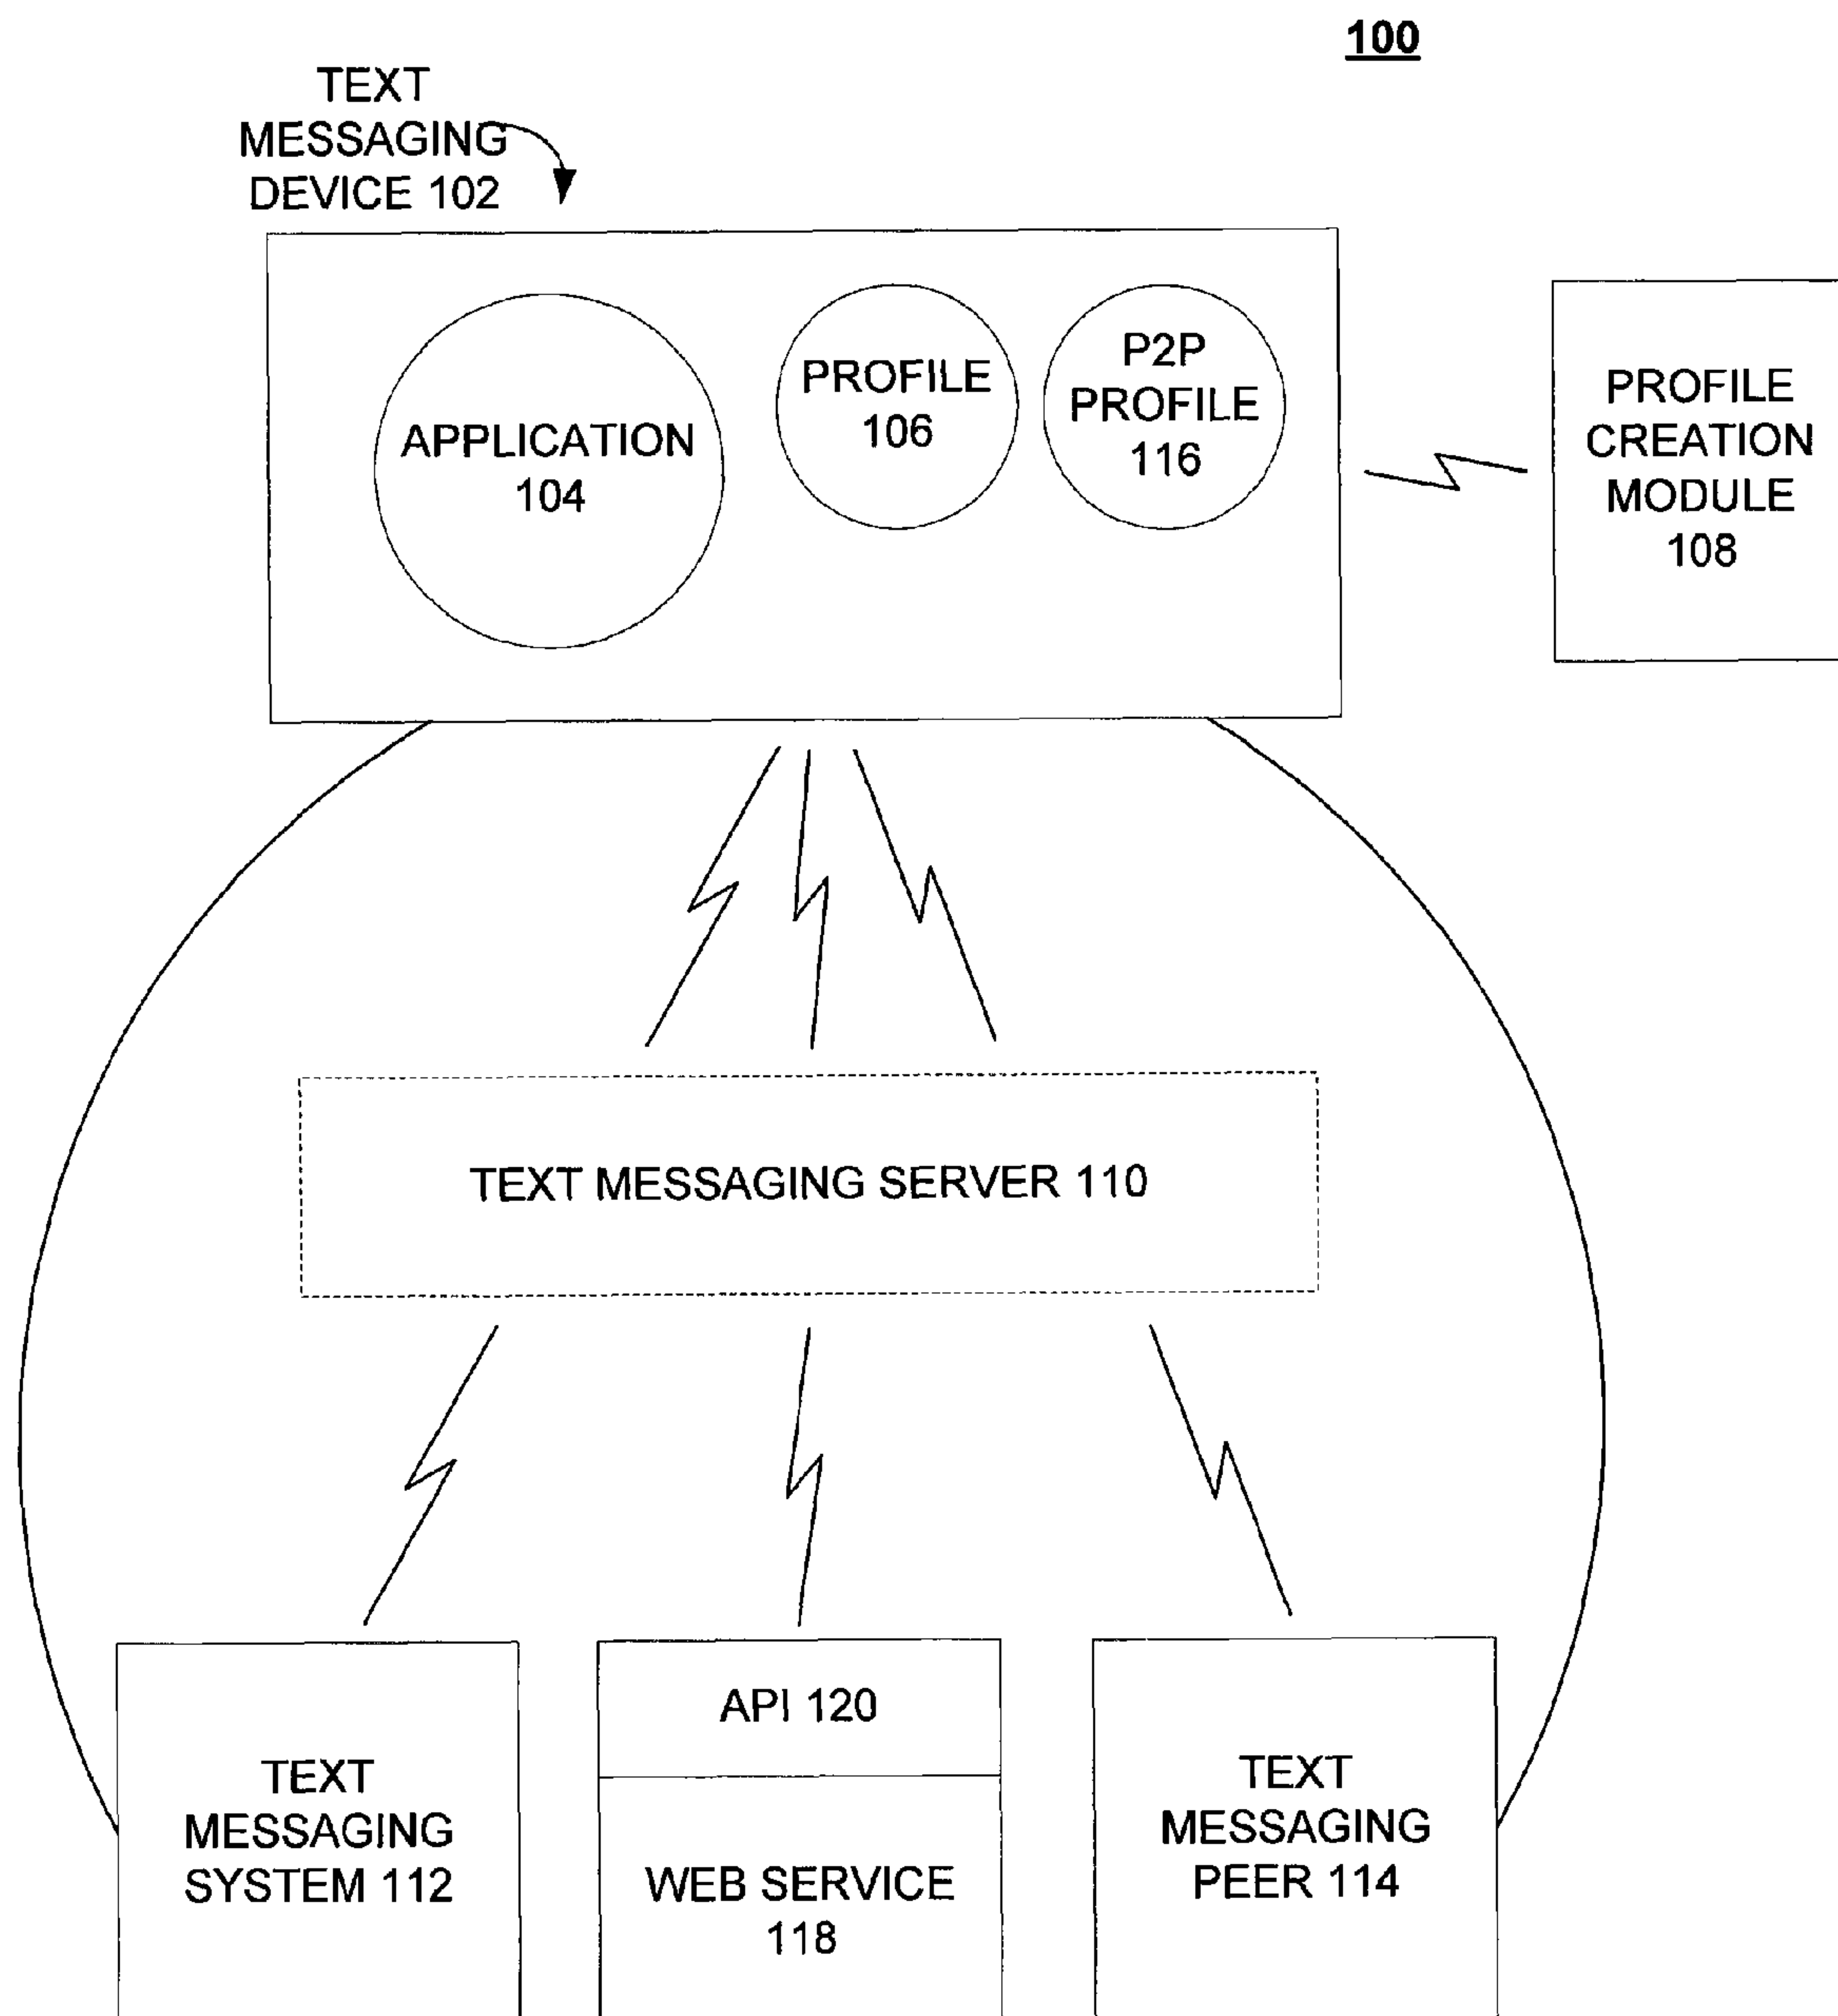 100
TEXT
MESSAGING
DEVICE 102
APPLICATION
104
PROFILE
106
P2P
PROFILE
116
PROFILE
CREATION
MODULE
108
TEXT MESSAGING SERVER 110
TEXT
MESSAGING
SYSTEM 112
API 120
WEB SERVICE
118
TEXT
MESSAGING
PEER 114